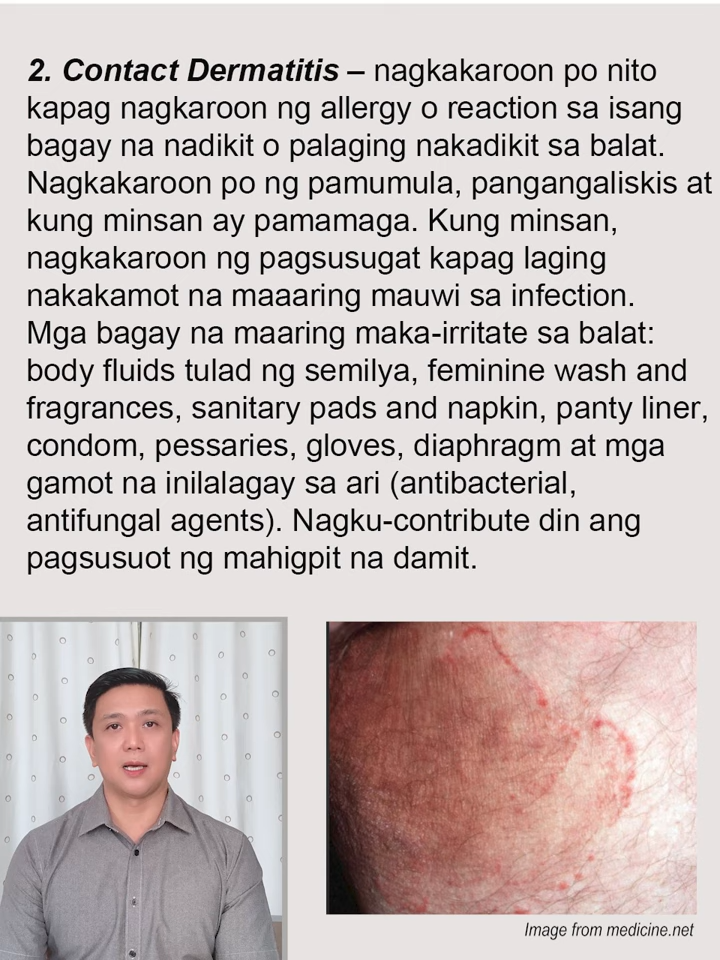 2. Contact Dermatitis – nagkakaroon po nito
kapag nagkaroon ng allergy o reaction sa isang
bagay na nadikit o palaging nakadikit sa balat.
Nagkakaroon po ng pamumula, pangangaliskis at
kung minsan ay pamamaga. Kung minsan,
nagkakaroon ng pagsusugat kapag laging
nakakamot na maaaring mauwi sa infection.
Mga bagay na maaring maka-irritate sa balat:
body fluids tulad ng semilya, feminine wash and
fragrances, sanitary pads and napkin, panty liner,
condom, pessaries, gloves, diaphragm at mga
gamot na inilalagay sa ari (antibacterial,
antifungal agents). Nagku-contribute din ang
pagsusuot ng mahigpit na damit.
Image from medicine.net